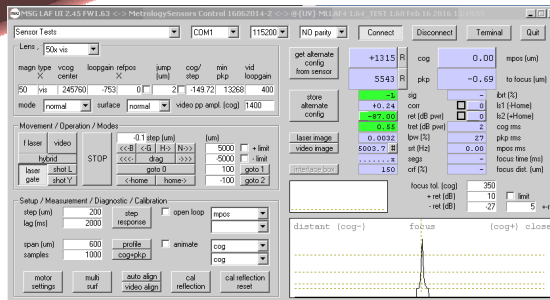 MSG LAF UI 2.45 FW1.63 <-> MetrologySensors Control 16062014-2 <-> @[UV] MLLAF4 1.64_TEST 1.68 Feb 16 2016
Sensor Tests COM1 115200 NO parity Connect Disconnect Terminal Quit
Lens , 50x vis
magn type vcog center loopgain refpos jump (um) cog/step min pkp vid loopgain
X X
50 vis 245760 -753 0 2 -149.72 13268 400
mode normal surface normal video pp ampl. (cog) 1400
get alternate config from sensor
+1315 R cog 0.00 mpos (um)
5543 R pkp -0.69 to focus (um)
store alternate config
-L sig - ibrt (%)
+0.24 corr 0 ls1 (-Home)
-87.00 ret (dB pwr) 0 ls2 (+Home)
0.55 tret (dB pwr) 2 cog ms
laser image 0.0032 lpw (%) 27 pkp ms
video image 5003.7 # srt (Hz) 0.00 mpos ms
segs - focus time (ms)
interface box 150 crf (%) - focus dist. (um)
Movement / Operation / Modes
f laser video STOP -0.1 step (um) (um)
<<-B <-G H-> N->> 5000 + limit
hybrid <<<- drag ->>> -5000 - limit
laser gate shot L goto 0 100 goto 1
shot Y <-home home-> -100 goto 2
focus tol. (cog) 350
+ ret (dB) 10 limit
- ret (dB) -27 5
Setup / Measurement / Diagnostic / Calibration
step (um) 200 step response open loop mpos
lag (ms) 2000
span (um) 600 profile animate cog
samples 1000 cog+pkp cog
motor settings multi surf auto align cal reflection cal reflection reset
video align
distant (cog-) focus (cog+) close